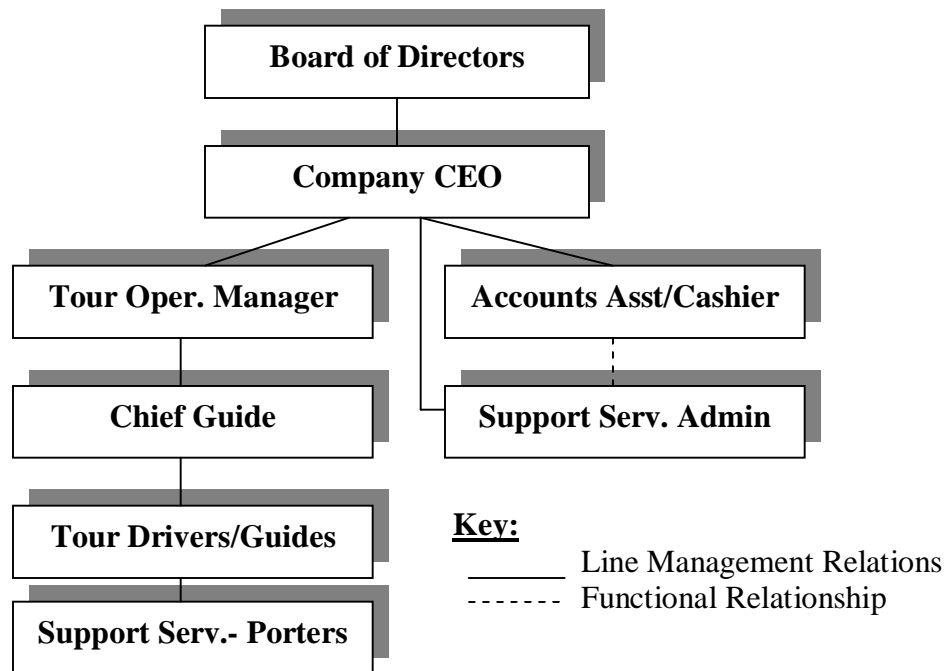 Board of Directors
Company CEO
Tour Oper. Manager
Accounts Asst/Cashier
Chief Guide
Support Serv. Admin
Tour Drivers/Guides
Support Serv.- Porters
Key:
Line Management Relations
Functional Relationship